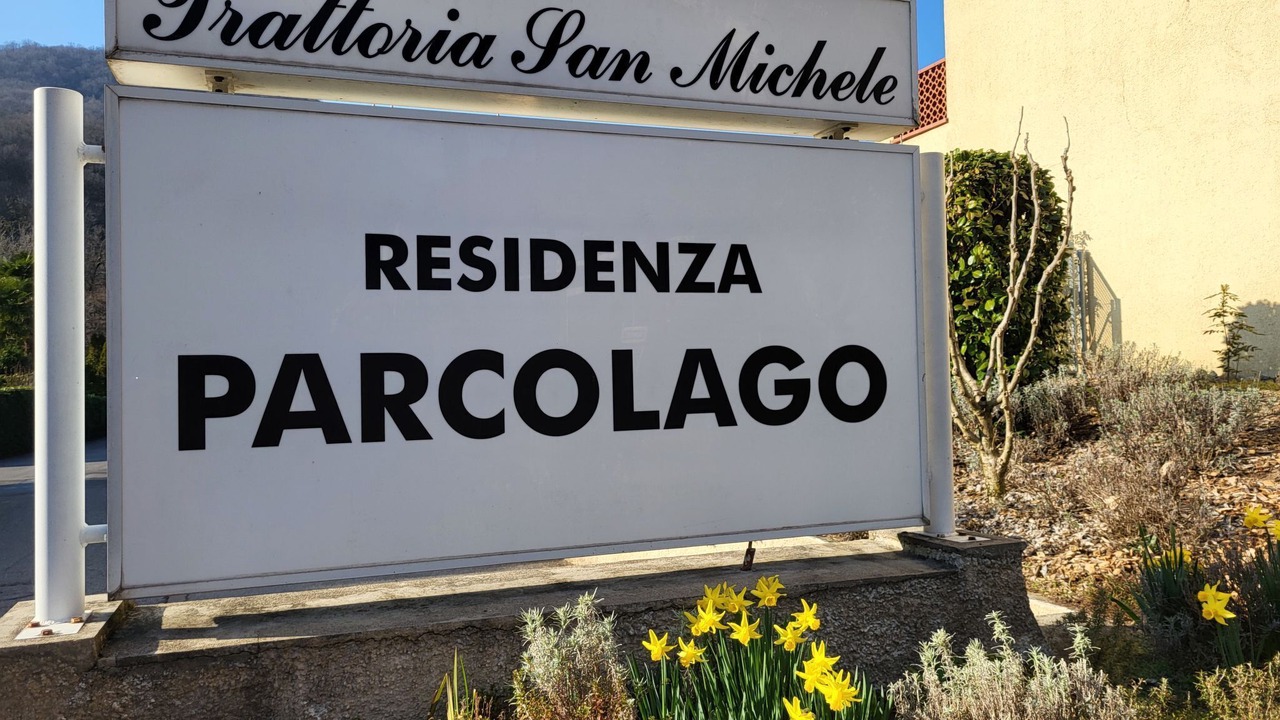 Trattoria San Michele
RESIDENZA
PARCOLAGO